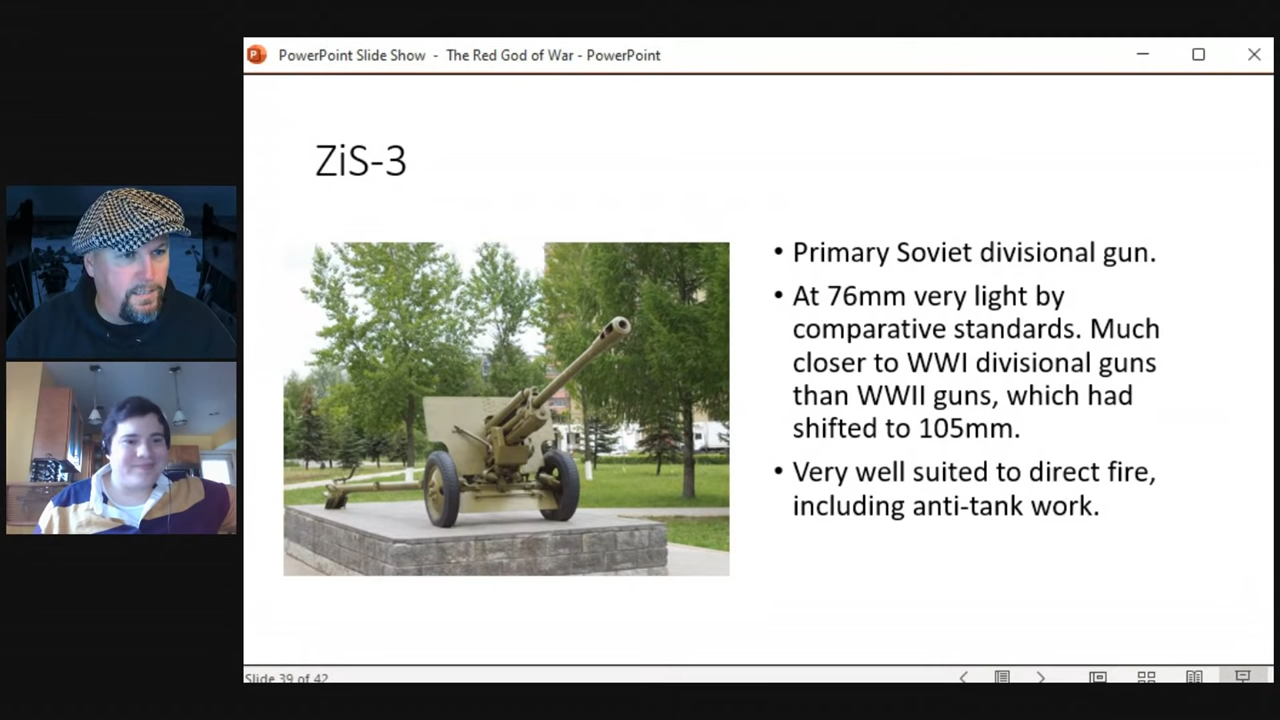 PowerPoint Slide Show - The Red God of War - PowerPoint
ZiS-3
• Primary Soviet divisional gun.
• At 76mm very light by
comparative standards. Much
closer to WWI divisional guns
than WWII guns, which had
shifted to 105mm.
• Very well suited to direct fire,
including anti-tank work.
Slide 39 of 42